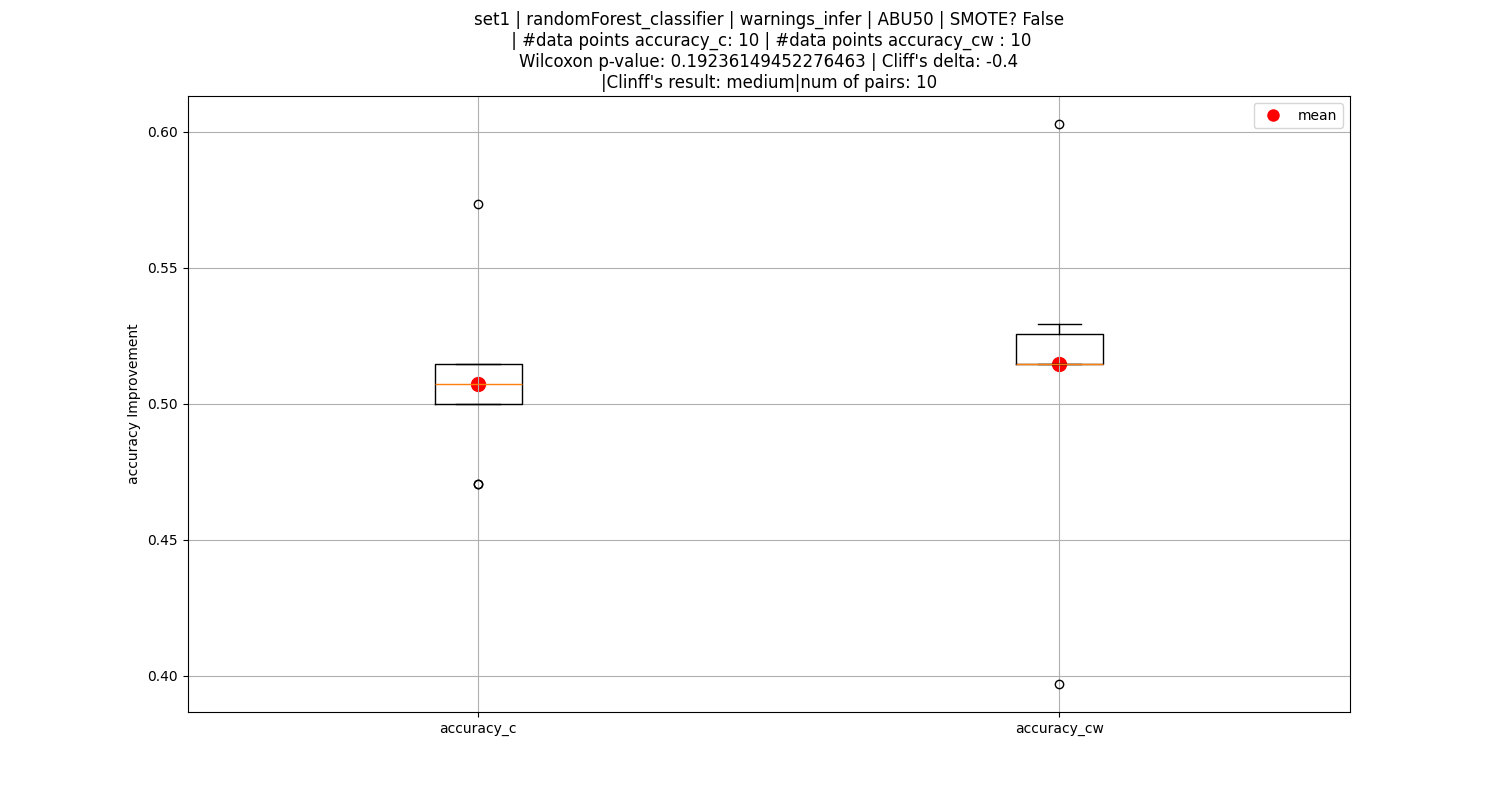 set1 | randomForest_classifier | warnings_infer | ABU50 | SMOTE? False
| #data points accuracy_c: 10 | #data points accuracy_cw : 10
Wilcoxon p-value: 0.19236149452276463 | Cliff's delta: -0.4
|Clinff's result: medium|num of pairs: 10
mean
0.60
0.55
0.50
0.45
0.40
accuracy Improvement
accuracy_c
accuracy_cw